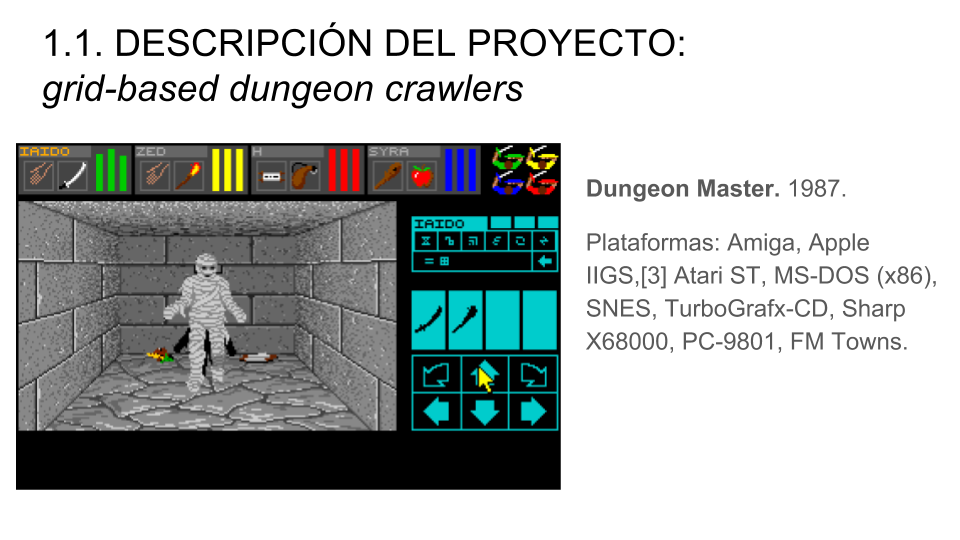 1.1. DESCRIPCIÓN DEL PROYECTO:
grid-based dungeon crawlers
IAIDO
ZED
H
SYRA
IAIDO
Dungeon Master. 1987.
Plataformas: Amiga, Apple
IIGS,[3] Atari ST, MS-DOS (x86),
SNES, TurboGrafx-CD, Sharp
X68000, PC-9801, FM Towns.